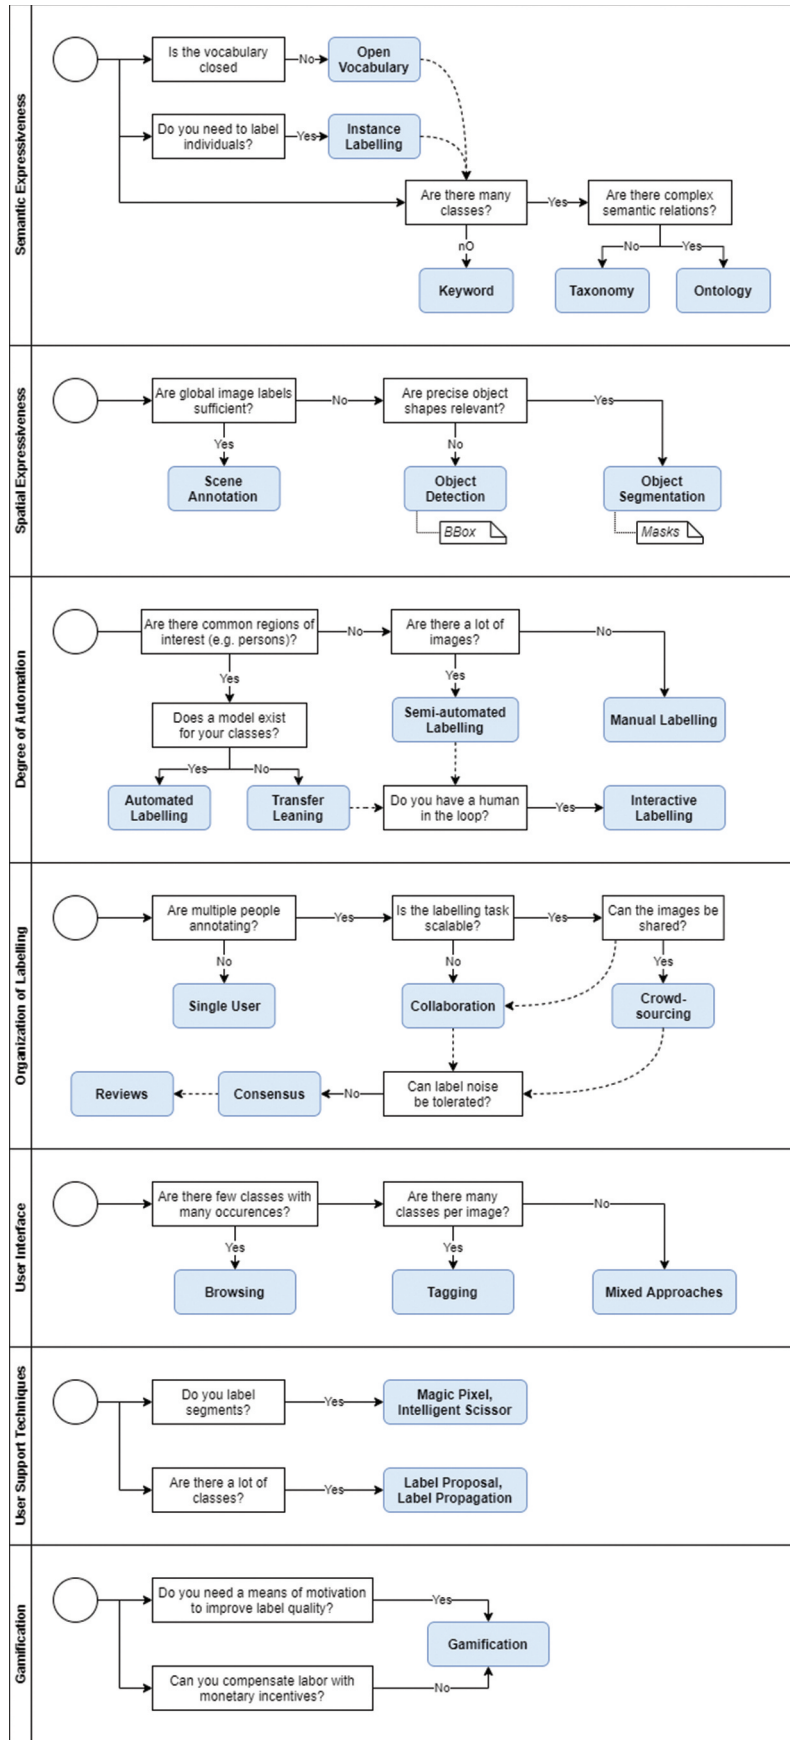 Semantic Expressiveness
Is the vocabulary
closed
No
Open
Vocabulary
Do you need to label
individuals?
Yes
Instance
Labelling
Are there many
classes?
Yes
Are there complex
semantic relations?
nO
No
Yes
Keyword
Taxonomy
Ontology
Spatial Expressiveness
Are global image labels
sufficient?
No
Are precise object
shapes relevant?
Yes
Yes
No
Scene
Annotation
Object
Detection
Object
Segmentation
BBox
Masks
Degree of Automation
Are there common regions of
interest (e.g. persons)?
No
Are there a lot of
images?
No
Yes
Yes
Does a model exist
for your classes?
Semi-automated
Labelling
Manual Labelling
Yes
No
Automated
Labelling
Transfer
Leaning
Do you have a human
in the loop?
Yes
Interactive
Labelling
Organization of Labelling
Are multiple people
annotating?
Yes
Is the labelling task
scalable?
Yes
Can the images be
shared?
No
No
Yes
Single User
Collaboration
Crowd-
sourcing
Reviews
Consensus
No
Can label noise
be tolerated?
User Interface
Are there few classes with
many occurences?
Are there many
classes per image?
No
Yes
Yes
Browsing
Tagging
Mixed Approaches
User Support Techniques
Do you label
segments?
Yes
Magic Pixel,
Intelligent Scissor
Are there a lot of
classes?
Yes
Label Proposal,
Label Propagation
Gamification
Do you need a means of motivation
to improve label quality?
Yes
Gamification
Can you compensate labor with
monetary incentives?
No